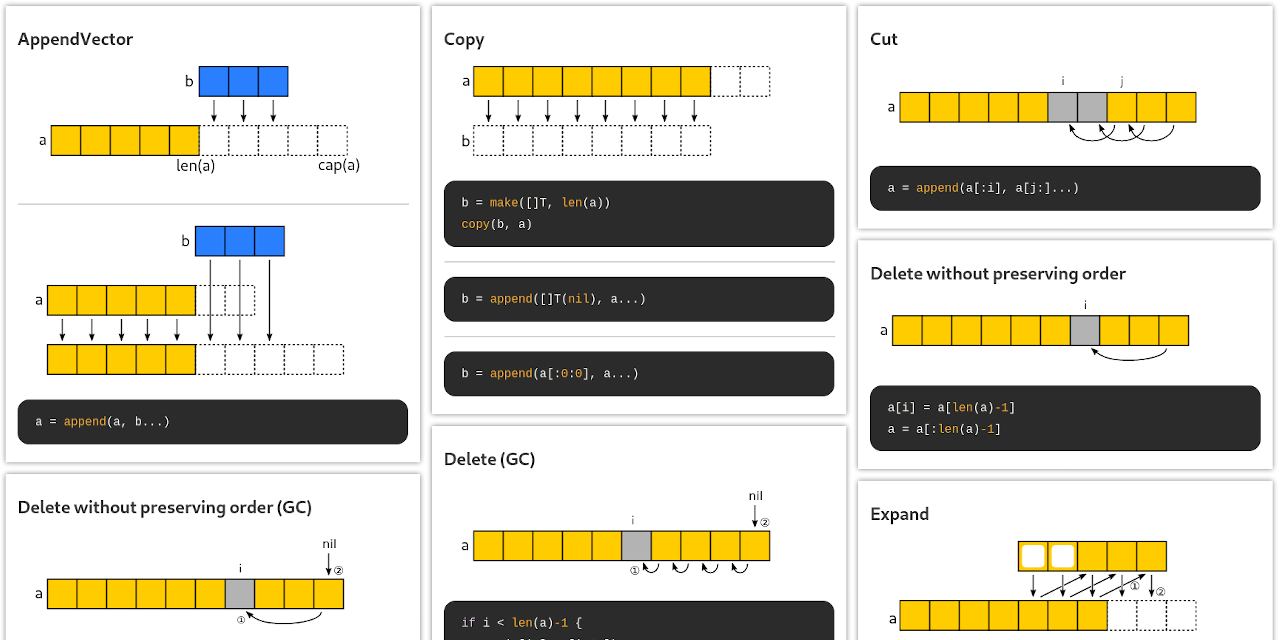 AppendVector
b
a
len(a)
cap(a)
b
a
a = append(a, b...)
Delete without preserving order (GC)
nil
i
②
a
①
Copy
a
b
b = make([]T, len(a))
copy(b, a)
b = append([]T(nil), a...)
b = append(a[:0:0], a...)
Delete (GC)
nil
i
②
a
①
if i < len(a)-1 {
Cut
i
j
a
a = append(a[:i], a[j:]...)
Delete without preserving order
i
a
a[i] = a[len(a)-1]
a = a[:len(a)-1]
Expand
①
②
a